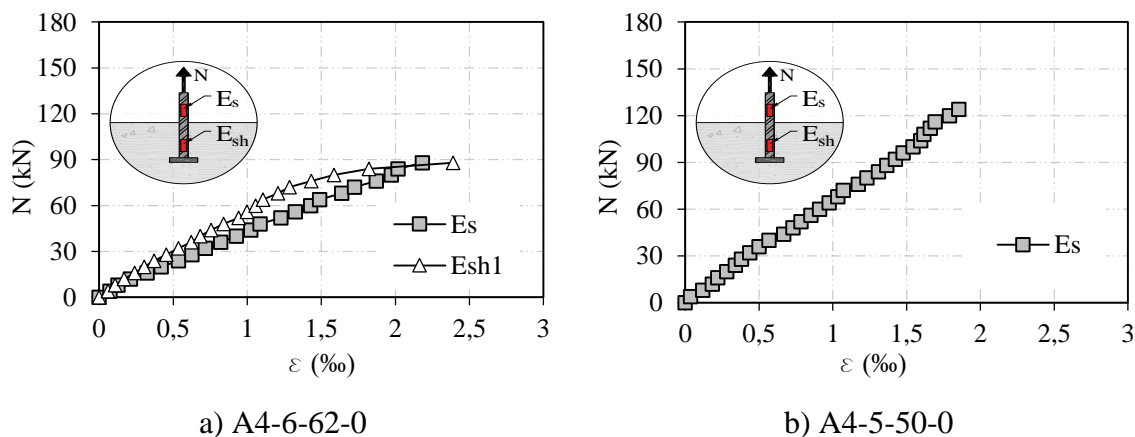 180
150
120
90
60
30
0
N (kN)
N
Es
Esh
Es
Esh1
0 0,5 1 1,5 2 2,5 3
ε (‰)
a) A4-6-62-0
180
150
120
90
60
30
0
N (kN)
N
Es
Esh
Es
0 0,5 1 1,5 2 2,5 3
ε (‰)
b) A4-5-50-0